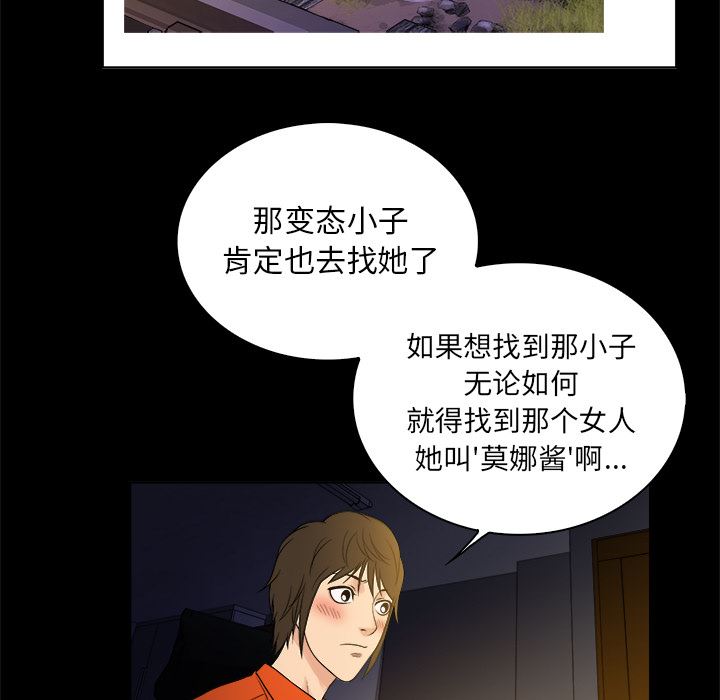 那变态小子
肯定也去找她了
如果想找到那小子
无论如何
就得找到那个女人
她叫'莫娜酱'啊...